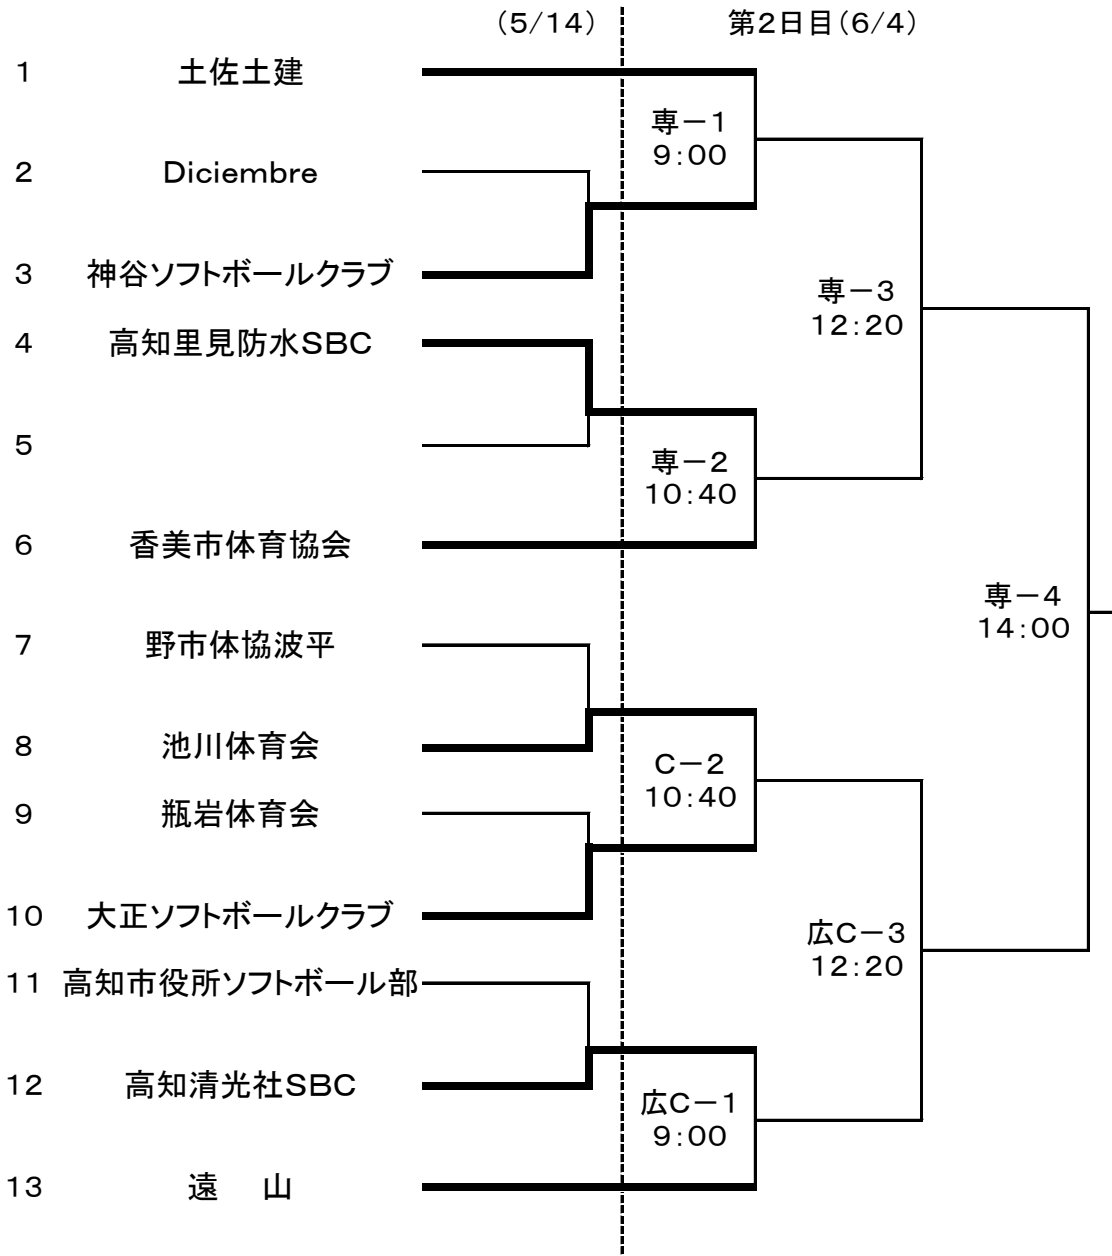 (5/14) 第2日目(6/4)
1 土佐土建
専－1
9:00
2 Diciembre
3 神谷ソフトボールクラブ
専－3
12:20
4 高知里見防水SBC
5
専－2
10:40
6 香美市体育協会
専－4
14:00
7 野市体協波平
8 池川体育会
C－2
10:40
9 瓶岩体育会
10 大正ソフトボールクラブ
広C－3
12:20
11 高知市役所ソフトボール部
12 高知清光社SBC
広C－1
9:00
13 遠　山